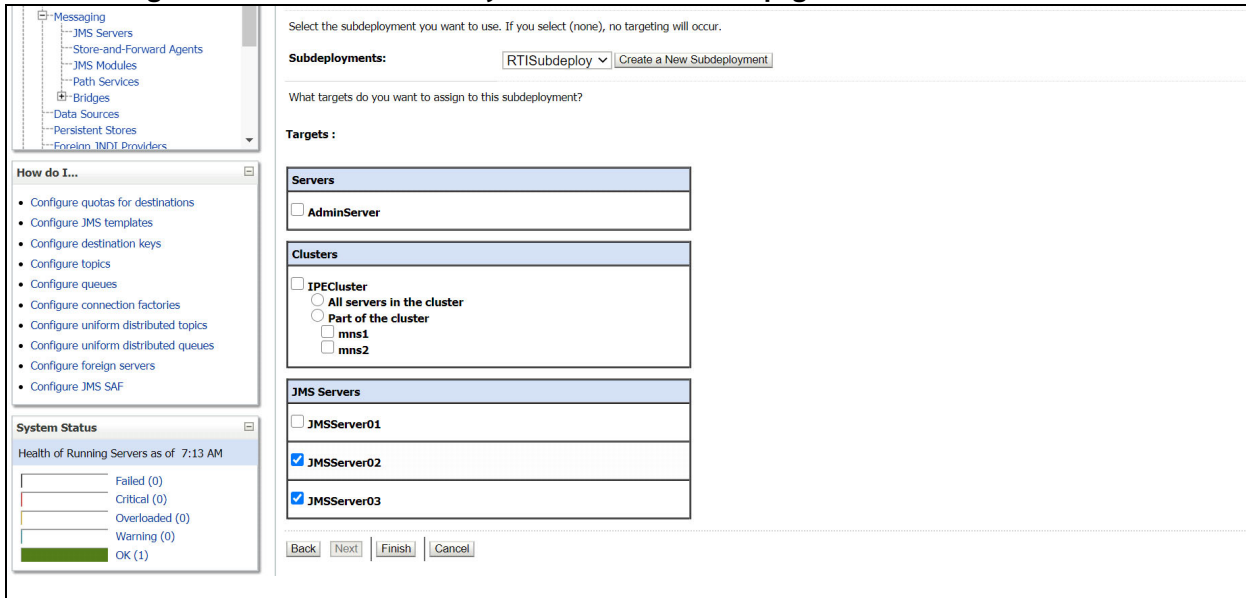 Messaging
JMS Servers
Store-and-Forward Agents
JMS Modules
Path Services
Bridges
Data Sources
Persistent Stores
Foreign JNDI Providers
How do I...
Configure quotas for destinations
Configure JMS templates
Configure destination keys
Configure topics
Configure queues
Configure connection factories
Configure uniform distributed topics
Configure uniform distributed queues
Configure foreign servers
Configure JMS SAF
System Status
Health of Running Servers as of 7:13 AM
Failed (0)
Critical (0)
Overloaded (0)
Warning (0)
OK (1)
Select the subdeployment you want to use. If you select (none), no targeting will occur.
Subdeployments: RTISubdeploy Create a New Subdeployment
What targets do you want to assign to this subdeployment?
Targets :
Servers
AdminServer
Clusters
IPECluster
All servers in the cluster
Part of the cluster
mns1
mns2
JMS Servers
JMSServer01
JMSServer02
JMSServer03
Back Next Finish Cancel